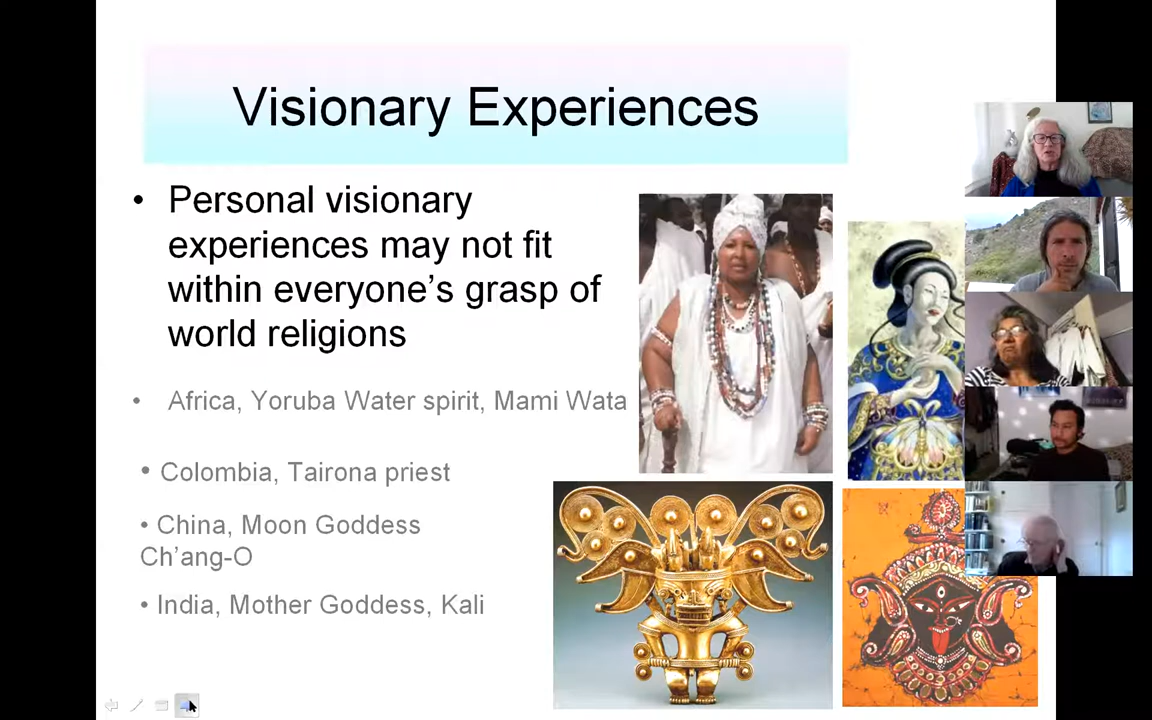 Visionary Experiences
• Personal visionary
experiences may not fit
within everyone's grasp of
world religions
• Africa, Yoruba Water spirit, Mami Wata
• Colombia, Tairona priest
• China, Moon Goddess
Ch'ang-O
• India, Mother Goddess, Kali